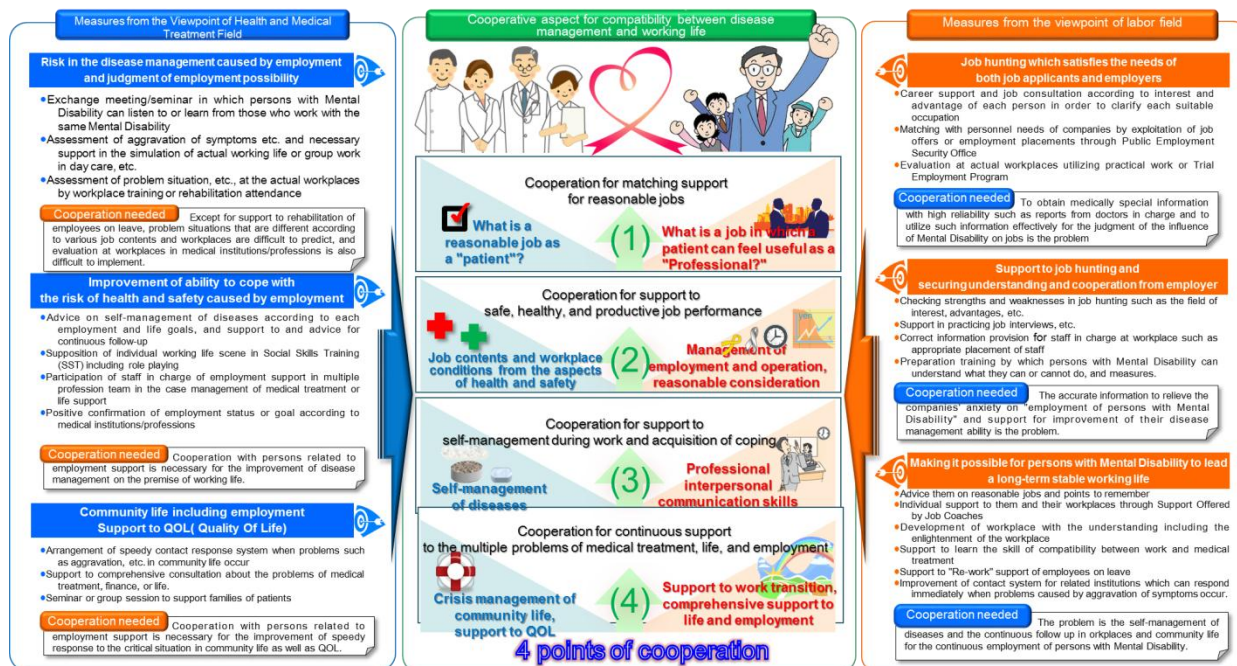 Measures from the Viewpoint of Health and Medical
Treatment Field
Risk in the disease management caused by employment
and judgment of employment possibility
Exchange meeting/seminar in which persons with Mental
Disability can listen to or learn from those who work with the
same Mental Disability
Assessment of aggravation of symptoms etc. and necessary
support in the simulation of actual working life or group work
in day care, etc.
Assessment of problem situation, etc., at the actual workplaces
by workplace training or rehabilitation attendance
Cooperation needed Except for support to rehabilitation of
employees on leave, problem situations that are different according
to various job contents and workplaces are difficult to predict, and
evaluation at workplaces in medical institutions/professions is also
difficult to implement.
Improvement of ability to cope with
the risk of health and safety caused by employment
Advice on self-management of diseases according to each
employment and life goals, and support to and advice for
continuous follow-up
Supposition of individual working life scene in Social Skills Training
(SST) including role playing
Participation of staff in charge of employment support in multiple
profession team in the case management of medical treatment or
life support
Positive confirmation of employment status or goal according to
medical institutions/professions
Cooperation needed Cooperation with persons related to
employment support is necessary for the improvement of disease
management on the premise of working life.
Community life including employment
Support to QOL( Quality Of Life)
Arrangement of speedy contact response system when problems such
as aggravation, etc. in community life occur
Support to comprehensive consultation about the problems of medical
treatment, finance, or life.
Seminar or group session to support families of patients
Cooperation needed Cooperation with persons related to
employment support is necessary for the improvement of speedy
response to the critical situation in community life as well as QOL.
Cooperative aspect for compatibility between disease
management and working life
Cooperation for matching support
for reasonable jobs
What is a
reasonable job as
a "patient"?
(1)
What is a job in which a
patient can feel useful as a
"Professional?"
Cooperation for support to
safe, healthy, and productive job performance
Job contents and workplace
conditions from the aspects
of health and safety
(2)
yen
Management of
employment and operation,
reasonable consideration
Cooperation for support to
self-management during work and acquisition of coping
Self-management
of diseases
(3)
Professional
interpersonal
communication skills
Cooperation for continuous support
to the multiple problems of medical treatment, life, and employment
Crisis management of
community life,
support to QOL
(4)
Support to work transition,
comprehensive support to
life and employment
4 points of cooperation
Measures from the viewpoint of labor field
Job hunting which satisfies the needs of
both job applicants and employers
Career support and job consultation according to interest and
advantage of each person in order to clarify each suitable
occupation
Matching with personnel needs of companies by exploitation of job
offers or employment placements through Public Employment
Security Office
Evaluation at actual workplaces utilizing practical work or Trial
Employment Program
Cooperation needed To obtain medically special information
with high reliability such as reports from doctors in charge and to
utilize such information effectively for the judgment of the influence
of Mental Disability on jobs is the problem
Support to job hunting and
securing understanding and cooperation from employer
Checking strengths and weaknesses in job hunting such as the field of
interest, advantages, etc.
Support in practicing job interviews, etc.
Correct information provision for staff in charge at workplace such as
appropriate placement of staff
Preparation training by which persons with Mental Disability can
understand what they can or cannot do, and measures.
Cooperation needed The accurate information to relieve the
companies' anxiety on "employment of persons with Mental
Disability" and support for improvement of their disease
management ability is the problem.
Making it possible for persons with Mental Disability to lead
a long-term stable working life
Advice them on reasonable jobs and points to remember
Individual support to them and their workplaces through Support Offered
by Job Coaches
Development of workplace with the understanding including the
enlightenment of the workplace
Support to learn the skill of compatibility between work and medical
treatment
Support to "Re-work" support of employees on leave
Improvement of contact system for related institutions which can respond
immediately when problems caused by aggravation of symptoms occur.
Cooperation needed The problem is the self-management of
diseases and the continuous follow up in orkplaces and community life
for the continuous employment of persons with Mental Disability.